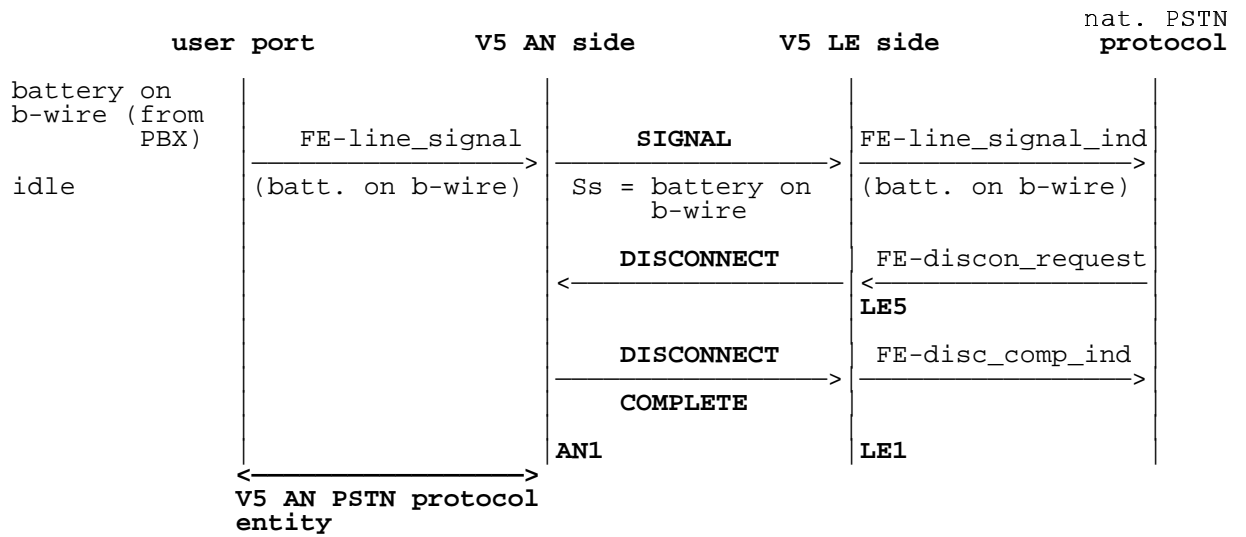 nat. PSTN
user port V5 AN side V5 LE side protocol
battery on
b-wire (from
PBX) FE-line_signal SIGNAL FE-line_signal_ind
idle (batt. on b-wire) Ss = battery on (batt. on b-wire)
b-wire
DISCONNECT FE-discon_request
LE5
DISCONNECT FE-disc_comp_ind
COMPLETE
AN1 LE1
V5 AN PSTN protocol
entity